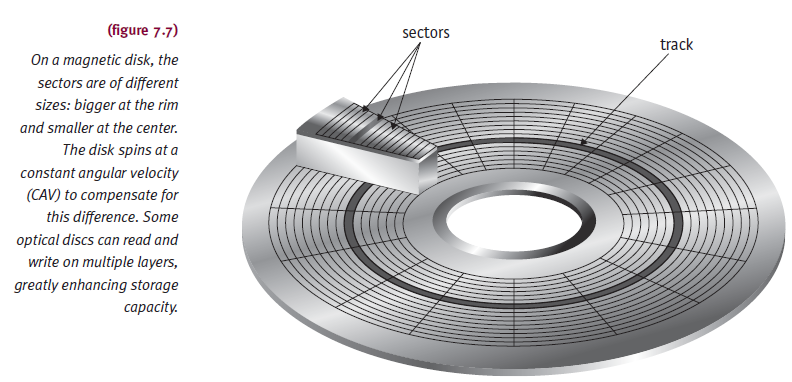 (figure 7.7)
On a magnetic disk, the
sectors are of different
sizes: bigger at the rim
and smaller at the center.
The disk spins at a
constant angular velocity
(CAV) to compensate for
this difference. Some
optical discs can read and
write on multiple layers,
greatly enhancing storage
capacity.
sectors
track